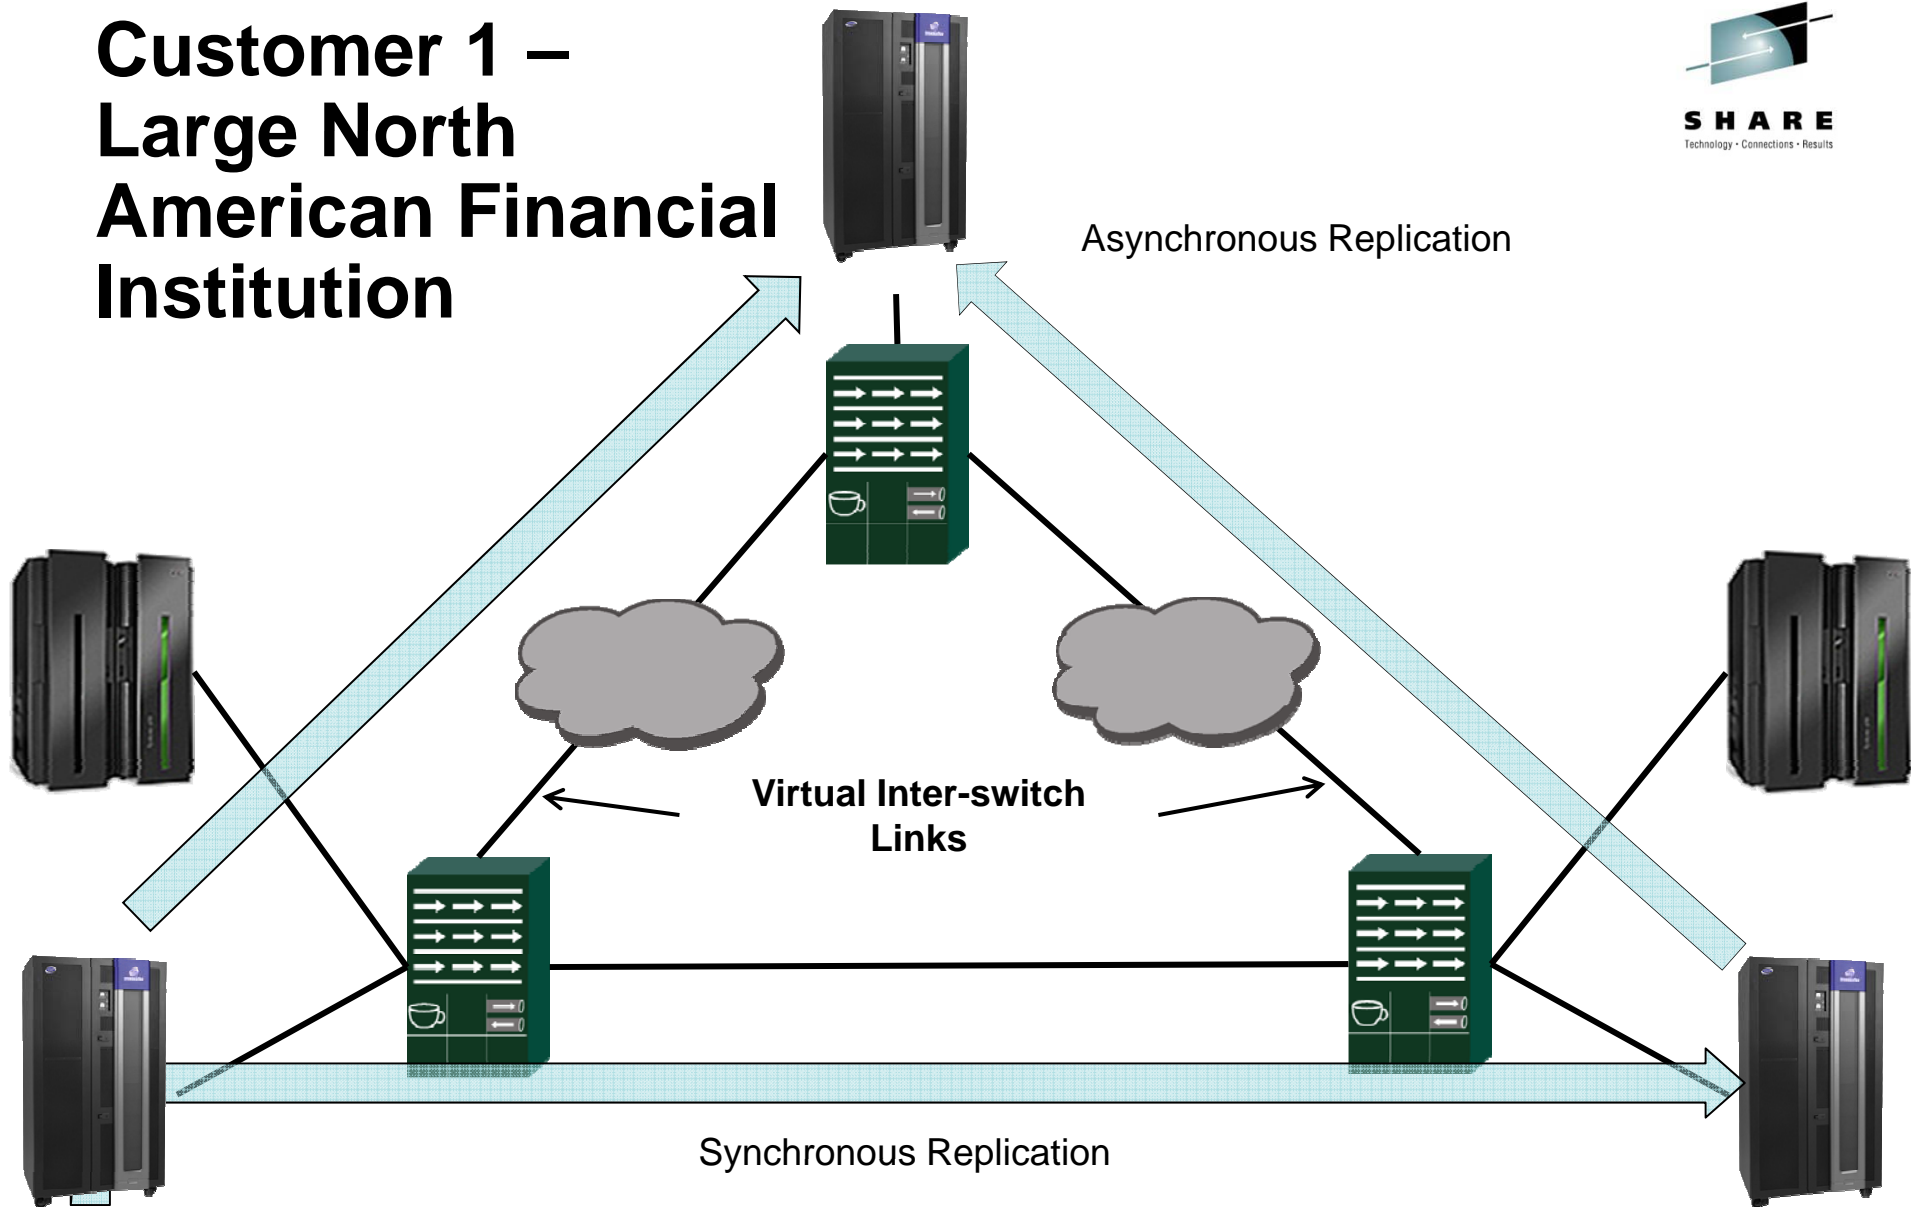 Customer 1 –
Large North
American Financial
Institution
SHARE
Technology • Connections • Results
Asynchronous Replication
Virtual Inter-switch
Links
Synchronous Replication